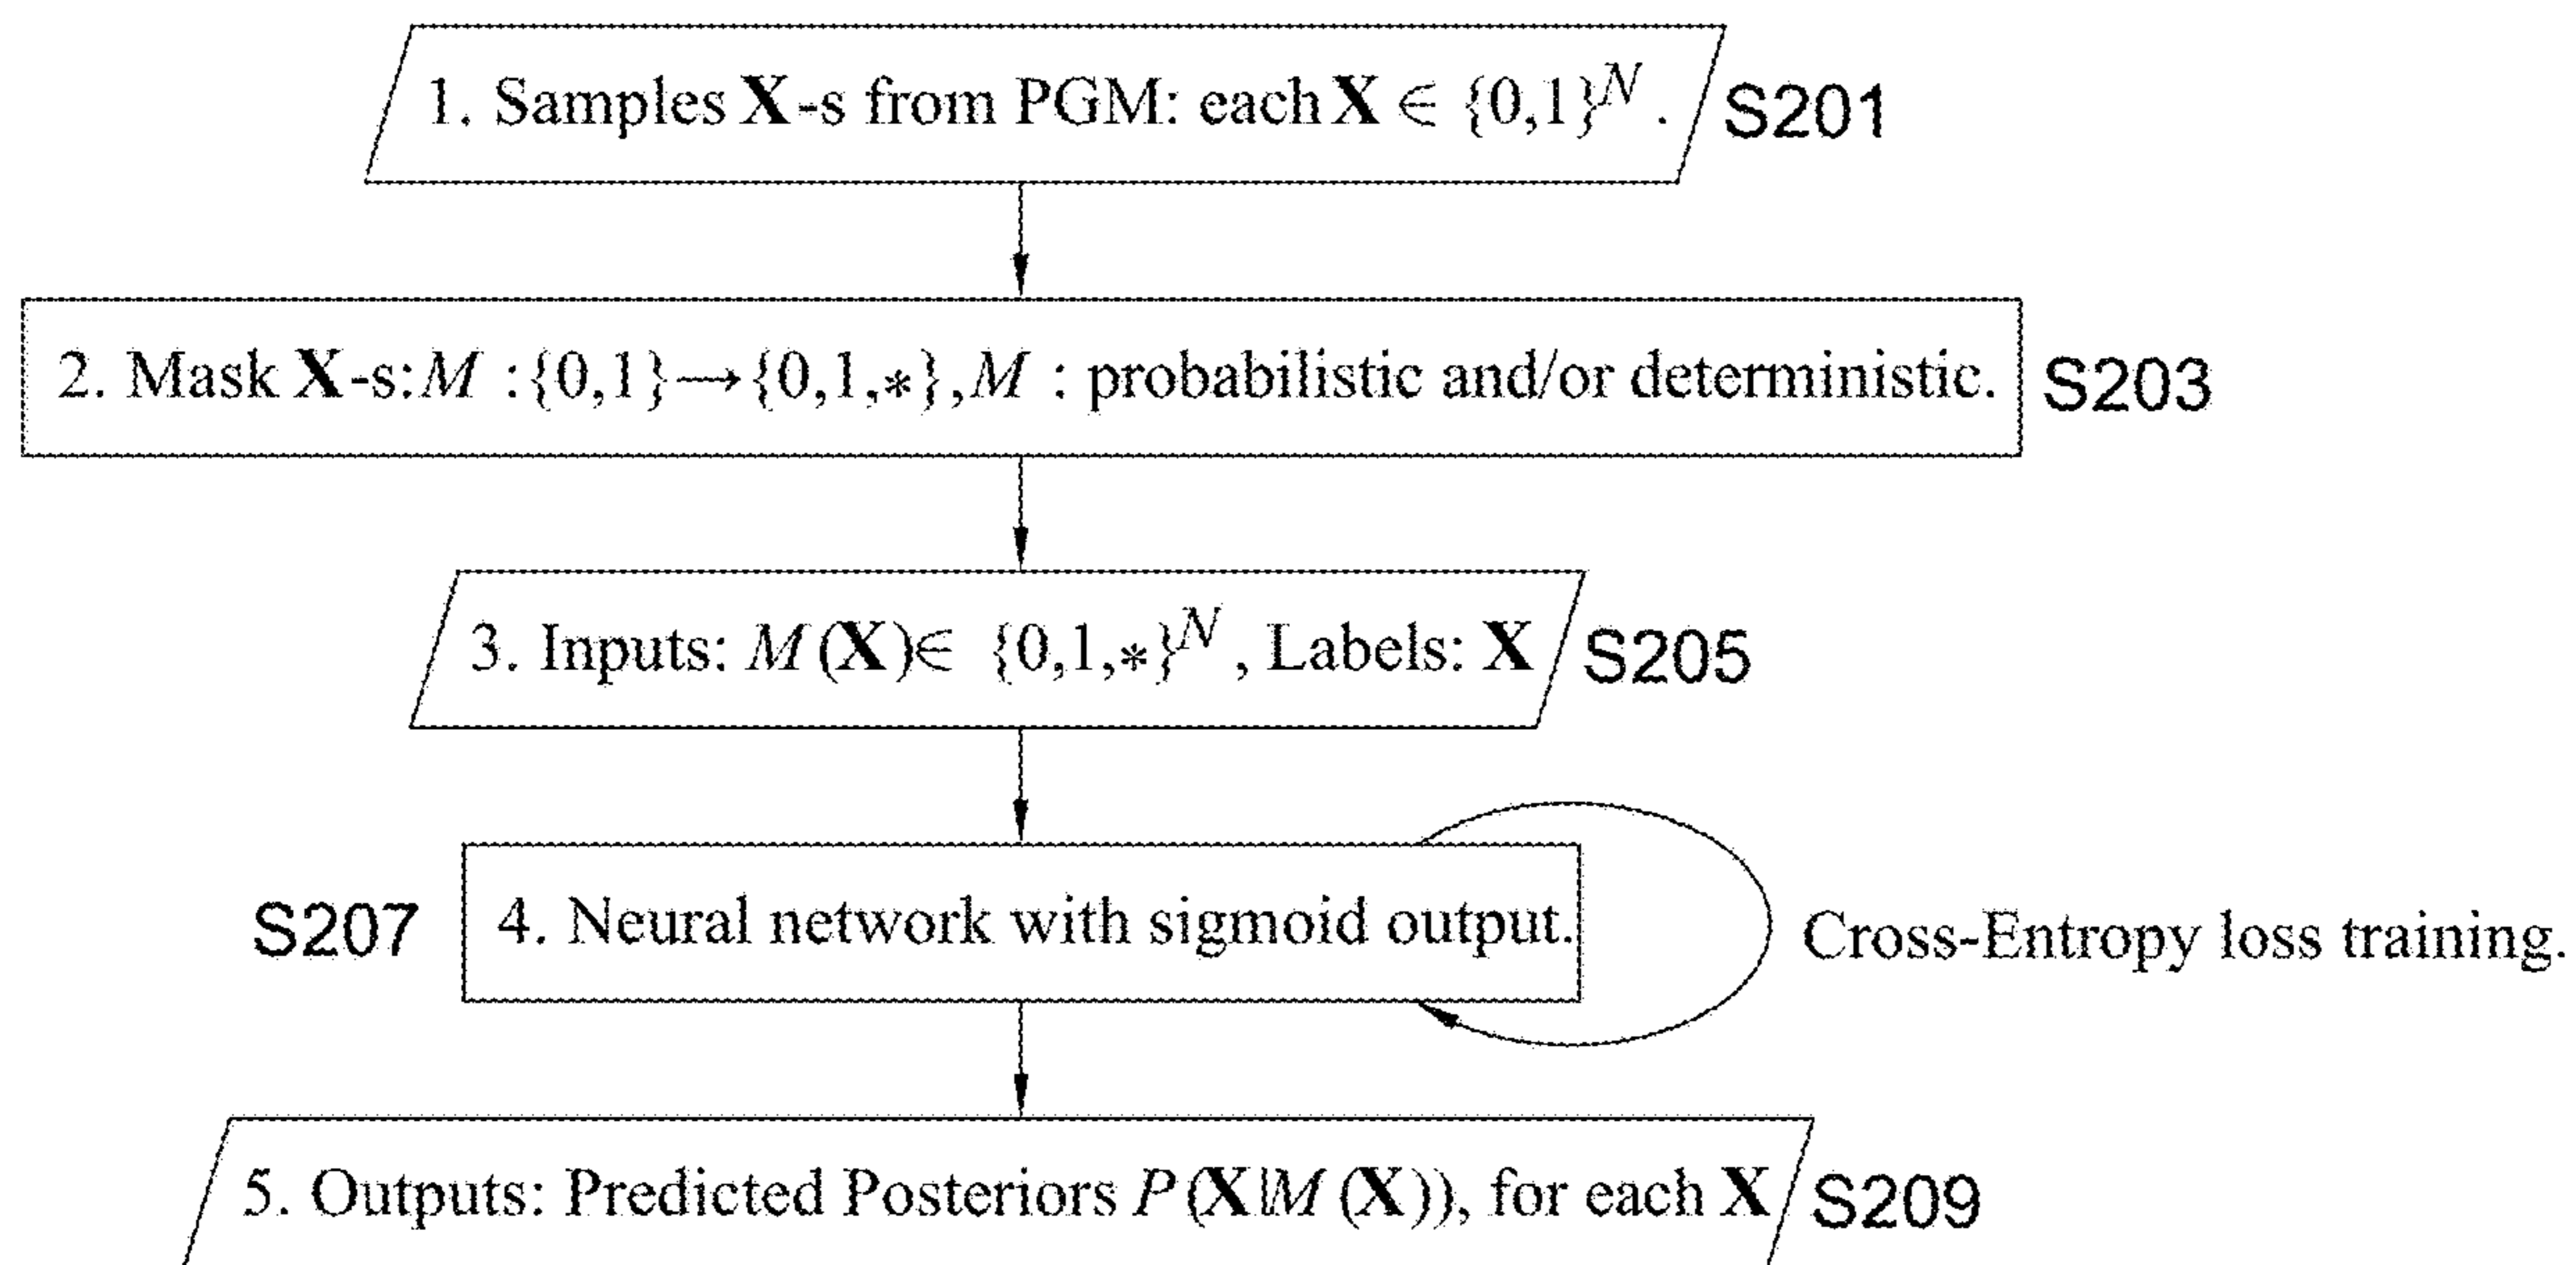 1. Samples X-s from PGM: each X ∈ {0,1}^N . S201
2. Mask X-s: M : {0,1}→{0,1,*}, M : probabilistic and/or deterministic. S203
3. Inputs: M (X)∈ {0,1,*}^N , Labels: X S205
S207 4. Neural network with sigmoid output. Cross-Entropy loss training.
5. Outputs: Predicted Posteriors P (X|M (X)), for each X S209